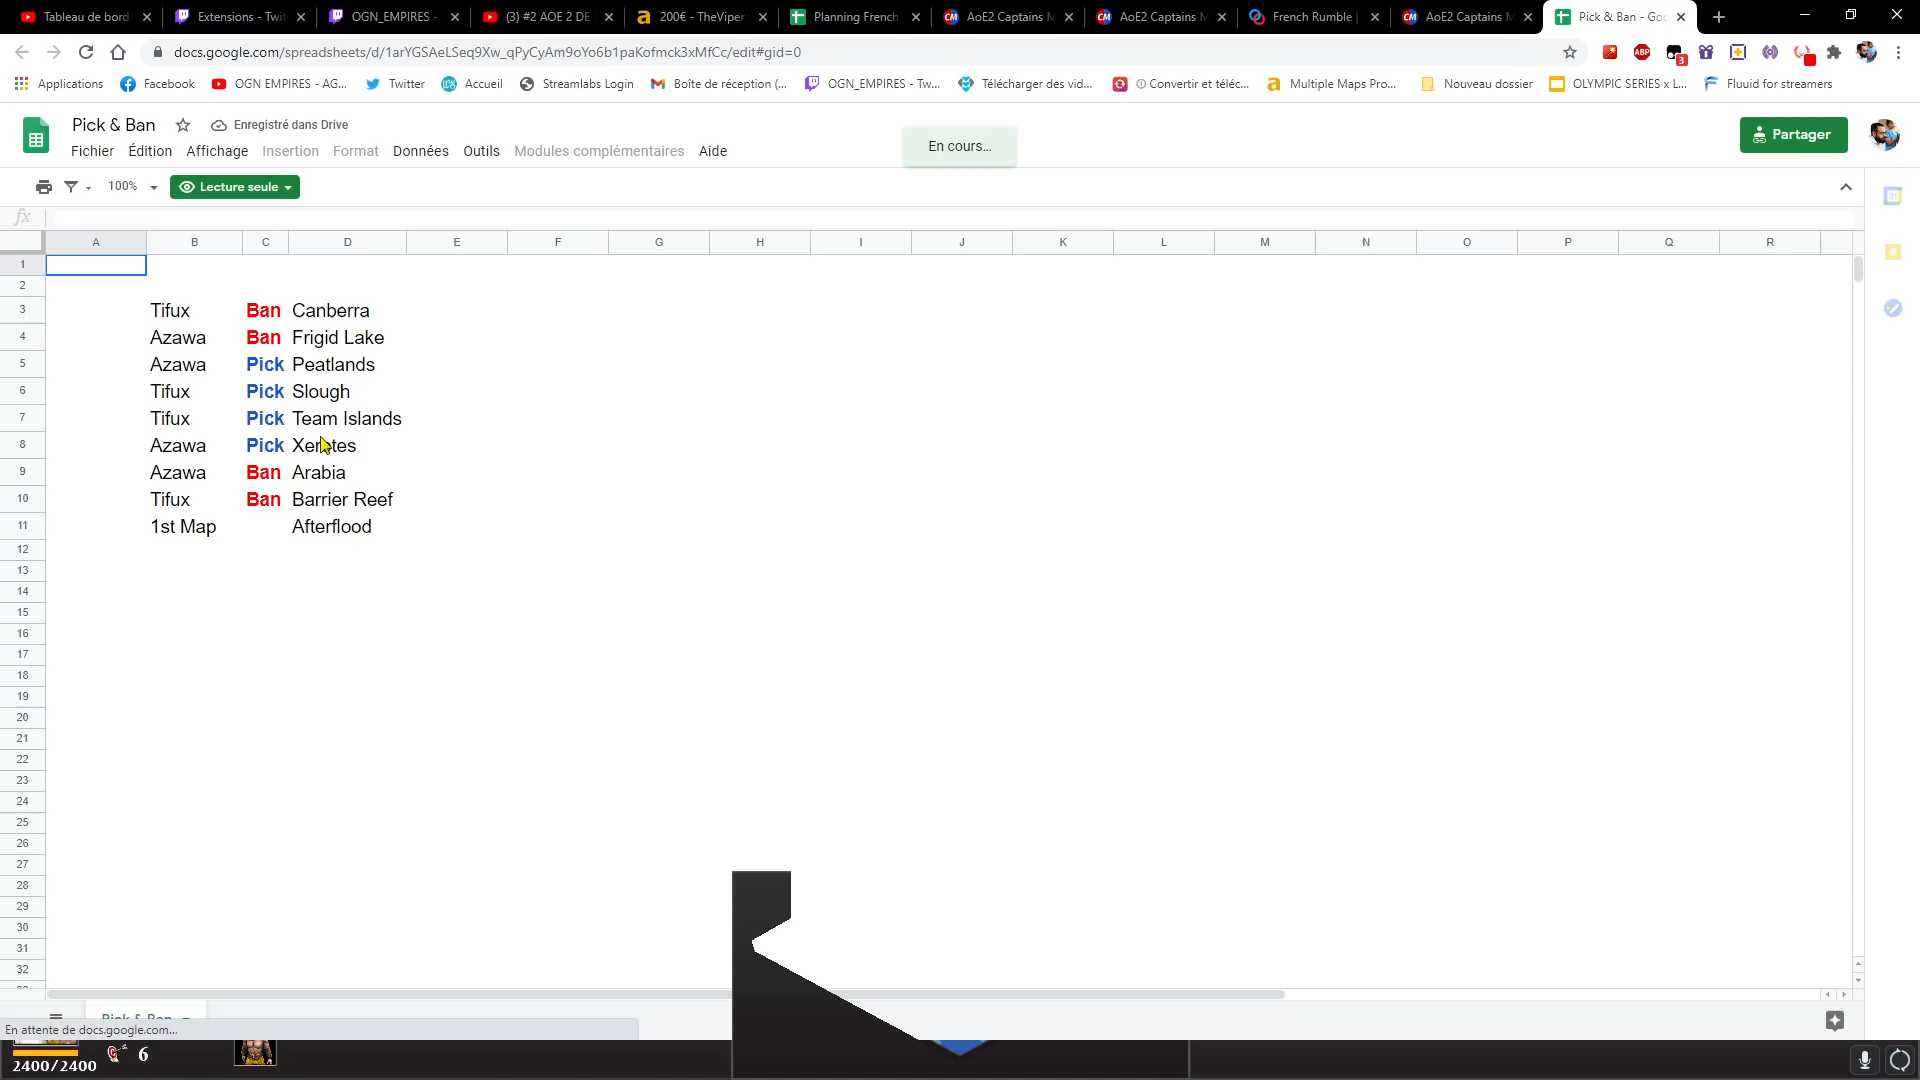 Tableau de bord
Extensions - Twit
OGN_EMPIRES -
(3) #2 AOE 2 DE
200€ - TheViper
Planning French
AoE2 Captains M
AoE2 Captains M
French Rumble |
AoE2 Captains M
Pick & Ban - Goo
docs.google.com/spreadsheets/d/1arYGSAeLSeq9Xw_qPyCyAm9oYo6b1paKofmck3xMfCc/edit#gid=0
3
Applications
Facebook
OGN EMPIRES - AG...
Twitter
Accueil
Streamlabs Login
Boîte de réception (...
OGN_EMPIRES - Tw...
Télécharger des vid...
Convertir et téléc...
Multiple Maps Pro...
Nouveau dossier
OLYMPIC SERIES x L...
Fluuid for streamers
Pick & Ban
Enregistré dans Drive
Fichier Édition Affichage Insertion Format Données Outils Modules complémentaires Aide
En cours...
Partager
100%
Lecture seule
fx
A B C D E F G H I J K L M N O P Q R
1
2
3 Tifux Ban Canberra
4 Azawa Ban Frigid Lake
5 Azawa Pick Peatlands
6 Tifux Pick Slough
7 Tifux Pick Team Islands
8 Azawa Pick
9 Azawa Ban Arabia
10 Tifux Ban Barrier Reef
11 1st Map Afterflood
12
13
14
15
16
17
18
19
20
21
22
23
24
25
26
27
28
29
30
31
32
Pick & Ban
En attente de docs.google.com...
2400/2400
6